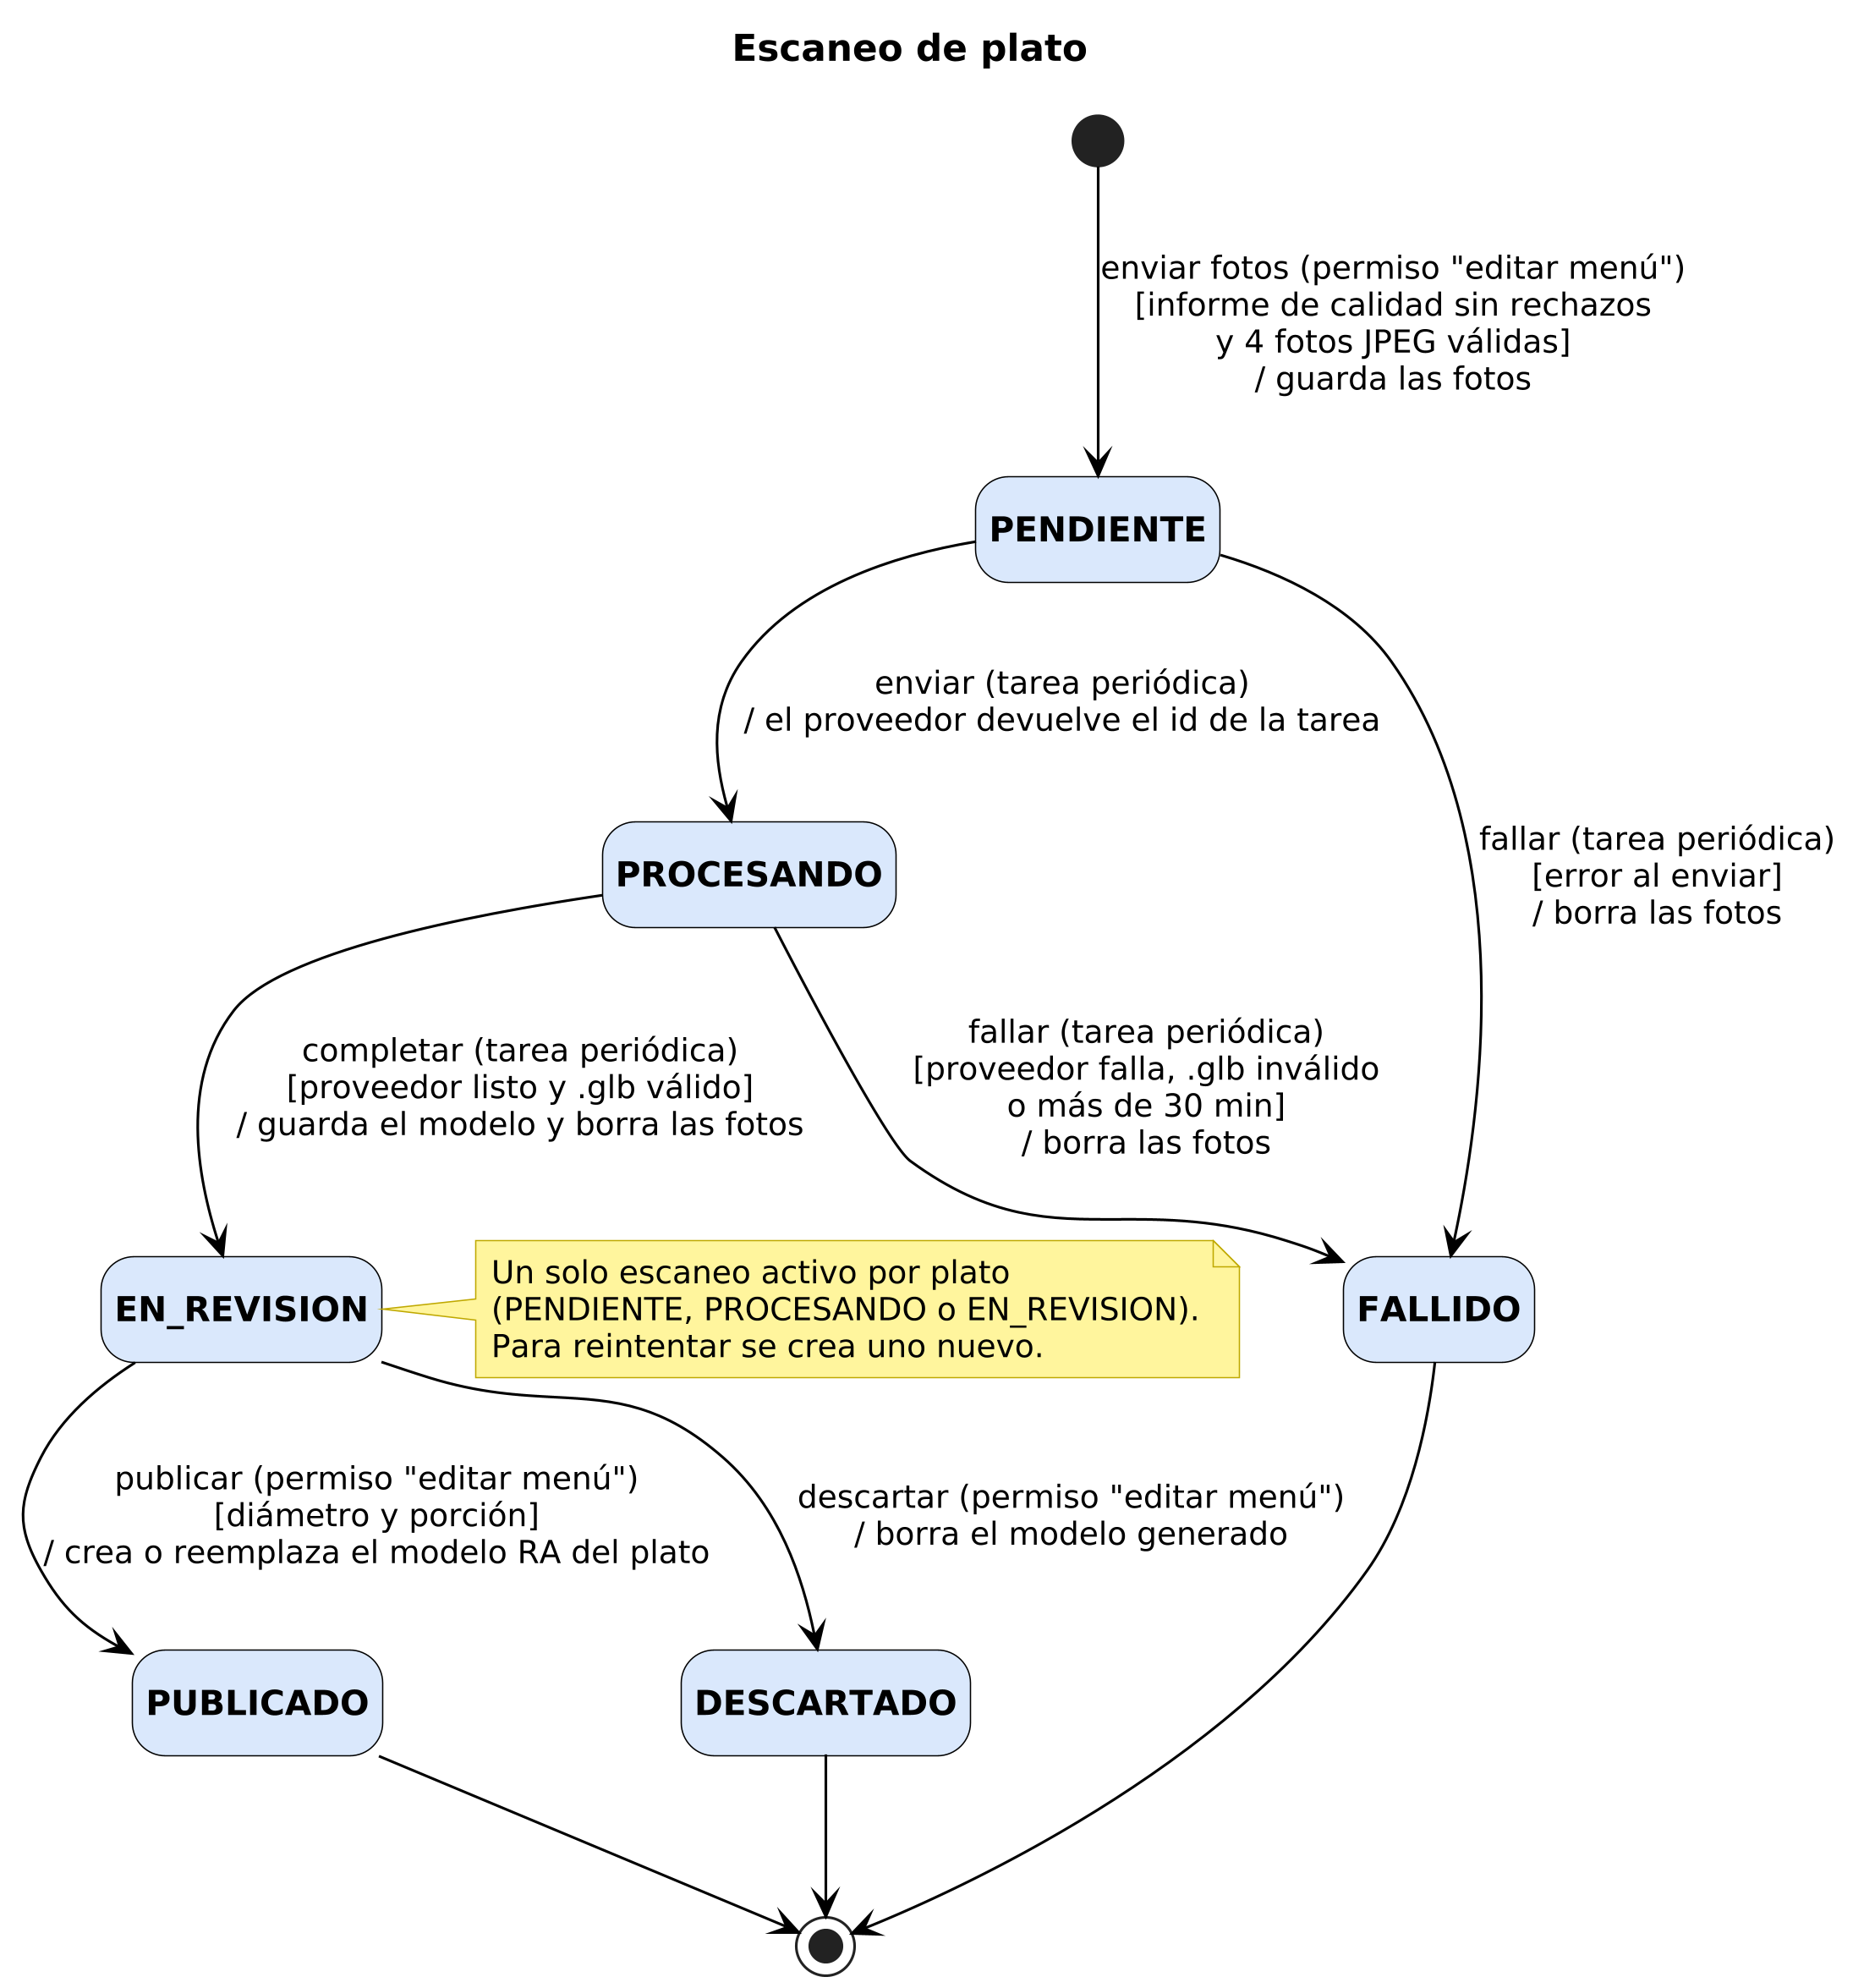 Escaneo de plato
enviar fotos (permiso "editar menú")
[informe de calidad sin rechazos
y 4 fotos JPEG válidas]
/ guarda las fotos
PENDIENTE
enviar (tarea periódica)
/ el proveedor devuelve el id de la tarea
fallar (tarea periódica)
[error al enviar]
/ borra las fotos
PROCESANDO
completar (tarea periódica)
[proveedor listo y .glb válido]
/ guarda el modelo y borra las fotos
fallar (tarea periódica)
[proveedor falla, .glb inválido
o más de 30 min]
/ borra las fotos
EN_REVISION
Un solo escaneo activo por plato
(PENDIENTE, PROCESANDO o EN_REVISION).
Para reintentar se crea uno nuevo.
FALLIDO
publicar (permiso "editar menú")
[diámetro y porción]
/ crea o reemplaza el modelo RA del plato
descartar (permiso "editar menú")
/ borra el modelo generado
PUBLICADO
DESCARTADO